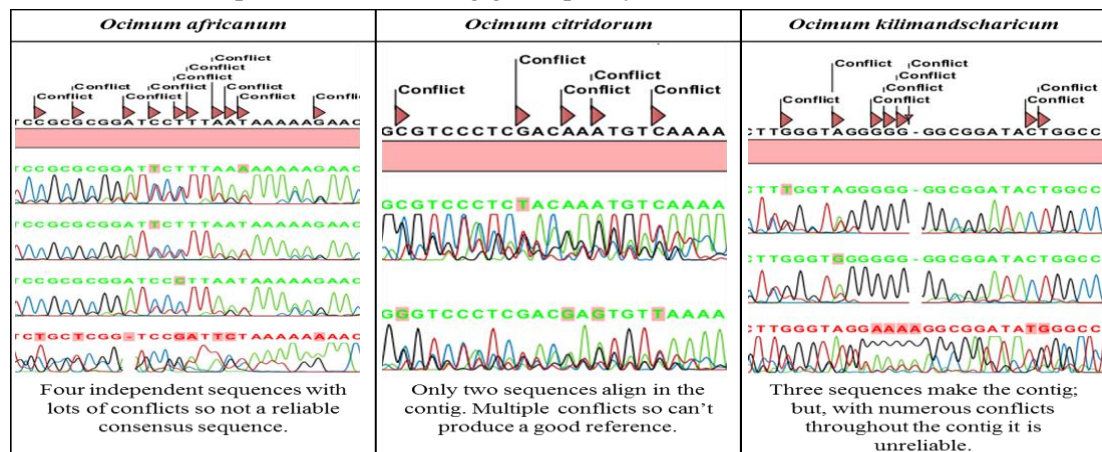 Ocimum africanum
Conflict
Conflict
Conflict
Conflict
Conflict
Conflict
Conflict
Conflict
TCCGCGCGGATCCTTTAATAAAAAGAAC
TCCGCGCGGATTCTTTAAAAAAAAGAAC
TCCGCGCGGATTCTTTAATAAAAAGAAC
TCCGCGCGGATCCCTTAATAAAAAGAAC
TCTGCTCGG-TCCGATTCTAAAAAAAAC
Four independent sequences with
lots of conflicts so not a reliable
consensus sequence.
Ocimum citridorum
Conflict
Conflict
Conflict
Conflict
Conflict
GCGTCCCTCGACAAATGTCAAAA
GCGTCCCTCTACAAATGTCAAAA
GGGTCCCTCGACGAGTGTTAAAA
Only two sequences align in the
contig. Multiple conflicts so can't
produce a good reference.
Ocimum kilimandscharicum
Conflict
Conflict
Conflict
Conflict
Conflict
Conflict
CTTGGGTAGGGGG-GGCGGATACTGGCC
CTTTGGTAGGGGG-GGCGGATACTGGCC
CTTGGGTGGGGGG-GGCGGATACTGGCC
CTTGGGTAGGAAAAGGCGGATATGGGCC
Three sequences make the contig;
but, with numerous conflicts
throughout the contig it is
unreliable.